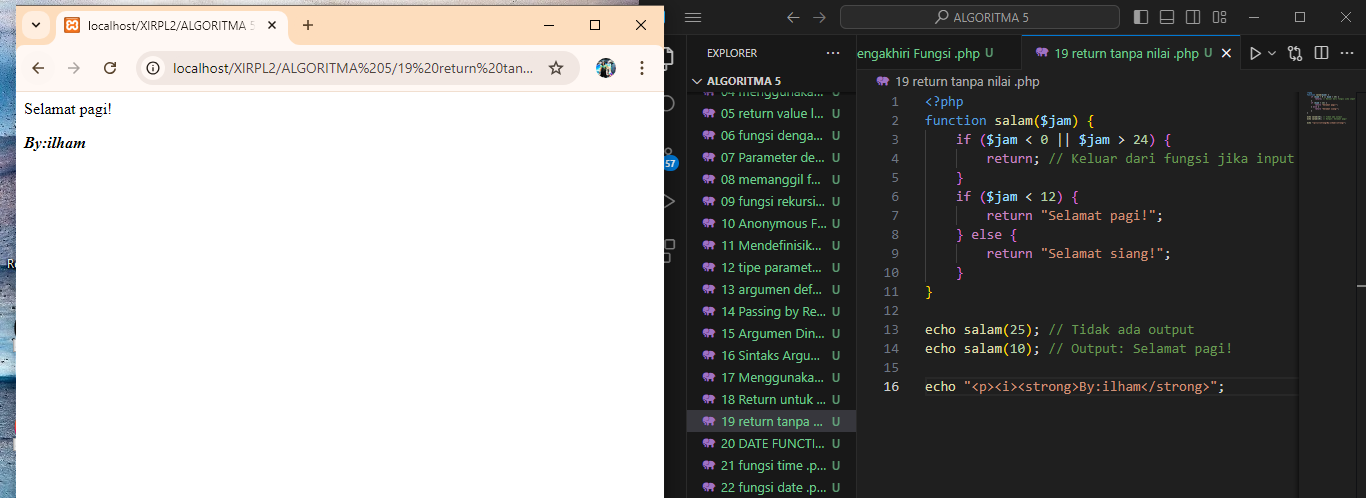 localhost/XIRPL2/ALGORITMA 5
localhost/XIRPL2/ALGORITMA%205/19%20return%20tan...
Selamat pagi!
By:ilham
ALGORITMA 5
57
EXPLORER
ALGORITMA 5
05 return value l... U
06 fungsi denga... U
07 Parameter de... U
08 memanggil f... U
09 fungsi rekursi... U
10 Anonymous F... U
11 Mendefinisik... U
12 tipe paramet... U
13 argumen def... U
14 Passing by Re... U
15 Argumen Din... U
16 Sintaks Argu... U
17 Menggunaka... U
18 Return untuk ... U
19 return tanpa ... U
20 DATE FUNCTI... U
21 fungsi time .p... U
22 fungsi date .p... U
engakhiri Fungsi .php U
19 return tanpa nilai .php U
19 return tanpa nilai .php
1 <?php
2 function salam($jam) {
3 if ($jam < 0 || $jam > 24) {
4 return; // Keluar dari fungsi jika input
5 }
6 if ($jam < 12) {
7 return "Selamat pagi!";
8 } else {
9 return "Selamat siang!";
10 }
11 }
12
13 echo salam(25); // Tidak ada output
14 echo salam(10); // Output: Selamat pagi!
15
16 echo "<p><i><strong>By:ilham</strong>";